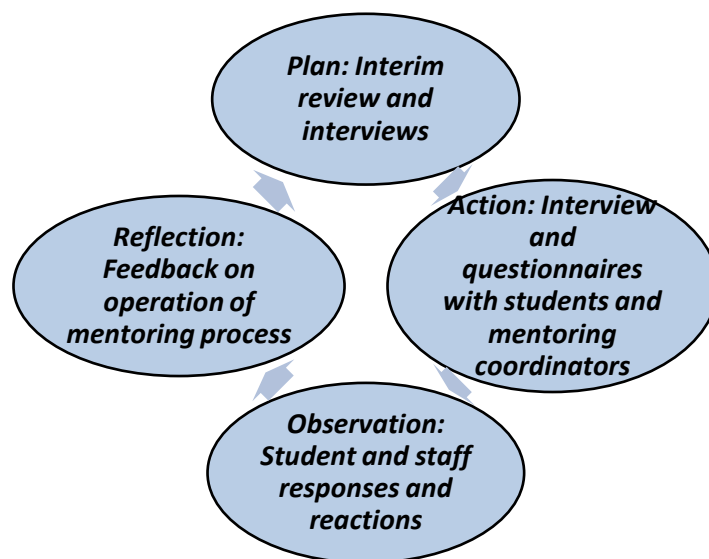 Plan: Interim
review and
interviews
Action: Interview
and
questionnaires
with students and
mentoring
coordinators
Observation:
Student and staff
responses and
reactions
Reflection:
Feedback on
operation of
mentoring process